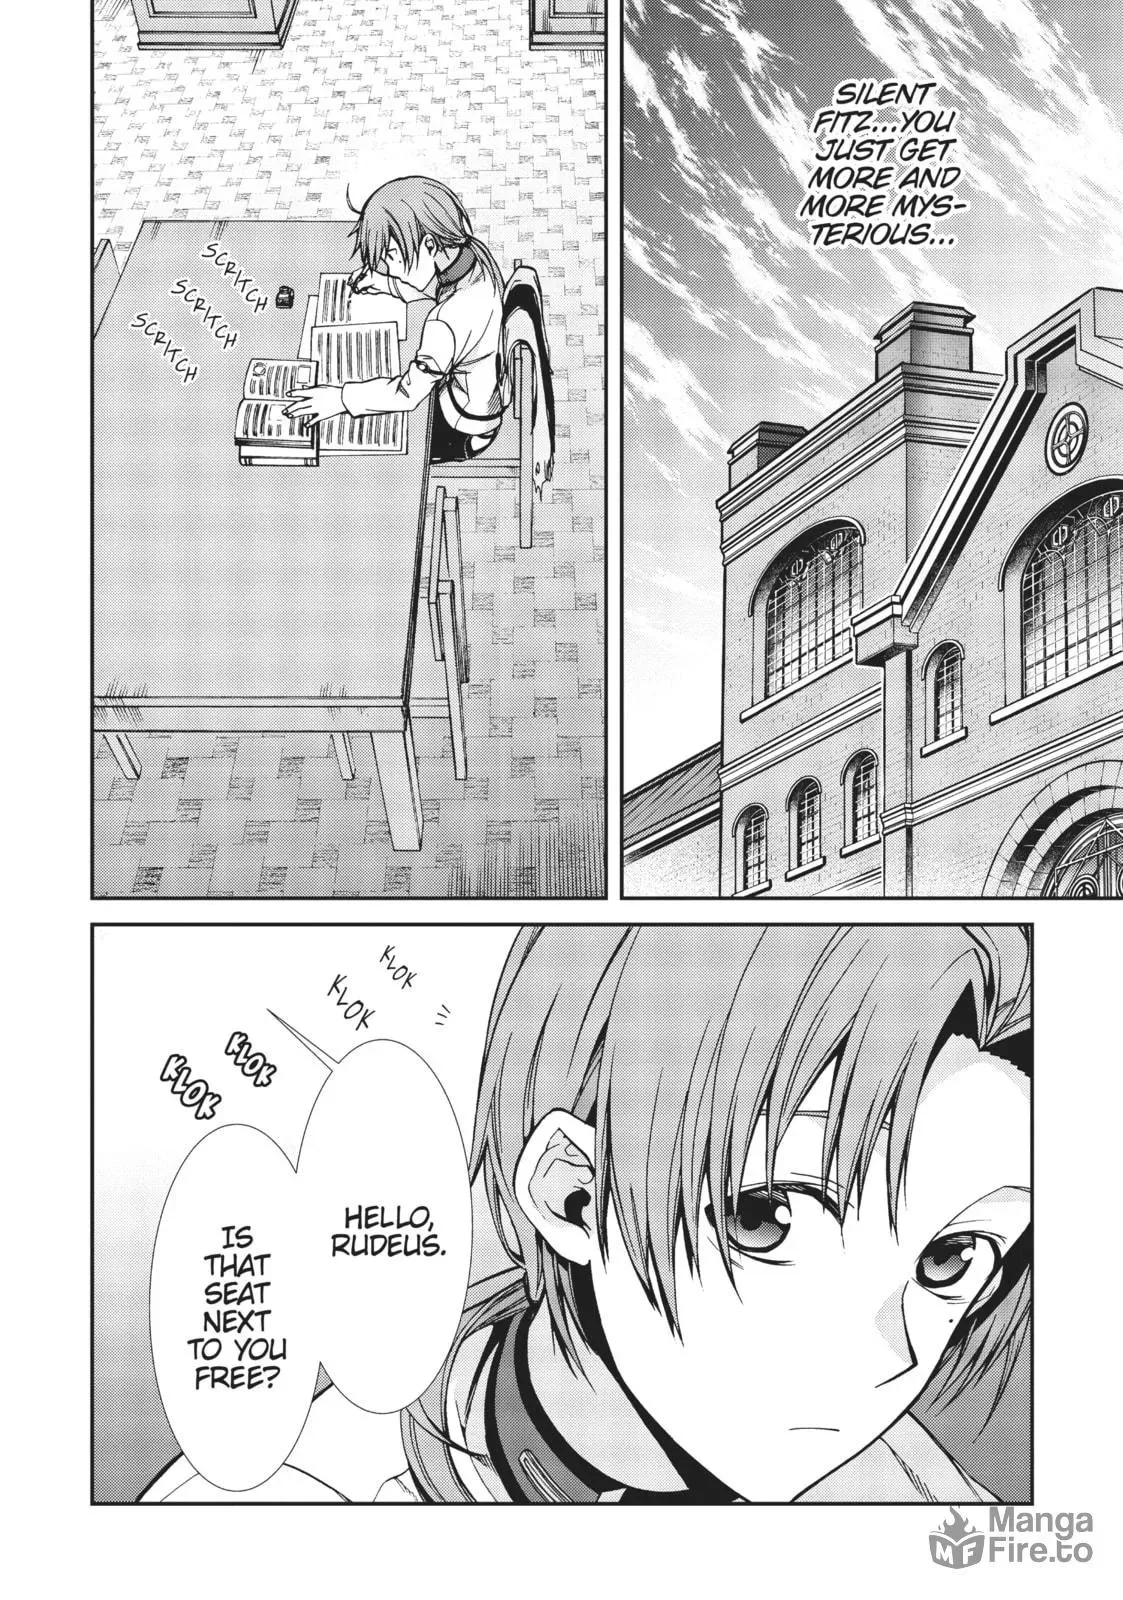 SILENT
FITZ...YOU
JUST GET
MORE AND
MORE MYS-
TERIOUS...
SCRITCH
SCRITCH
SCRITCH
KLOK
KLOK
KLOK
KLOK
HELLO,
RUDEUS.
IS
THAT
SEAT
NEXT
TO YOU
FREE?
Manga
Fire.to
MF